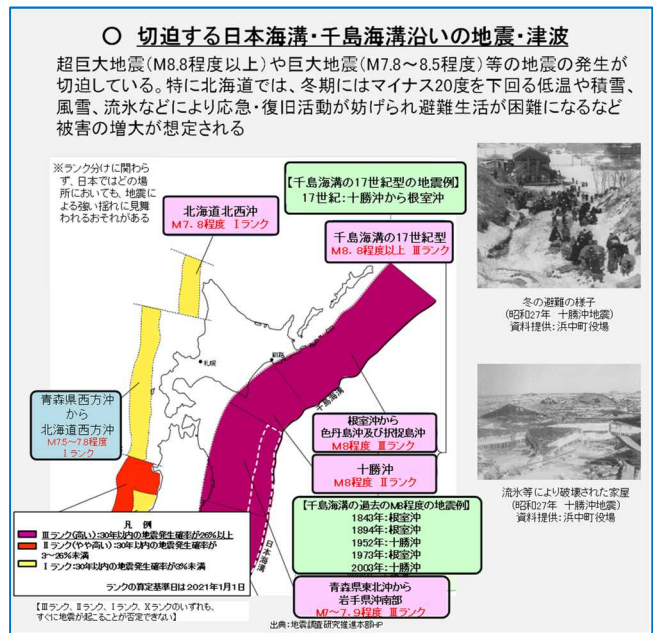 ○ 切迫する日本海溝・千島海溝沿いの地震・津波
超巨大地震(M8.8程度以上)や巨大地震(M7.8～8.5程度)等の地震の発生が
切迫している。特に北海道では、冬期にはマイナス20度を下回る低温や積雪、
風雪、流氷などにより応急・復旧活動が妨げられ避難生活が困難になるなど
被害の増大が想定される
※ランク分けに関わ
らず、日本ではどの場
所においても、地震に
よる強い揺れに見舞
われるおそれがある
【千島海溝の17世紀型の地震例】
17世紀:十勝沖から根室沖
北海道北西沖
M7.8程度 Ⅰランク
千島海溝の17世紀型
M8.8程度以上 Ⅲランク
冬の避難の様子
(昭和27年 十勝沖地震)
資料提供:浜中町役場
札幌
釧路
千島海溝
青森県西方沖
から
北海道西方沖
M7.5～7.8程度
Ⅰランク
根室沖から
色丹島沖及び択捉島沖
M8程度 Ⅲランク
十勝沖
M8程度 Ⅱランク
流氷等により破壊された家屋
(昭和27年 十勝沖地震)
資料提供:浜中町役場
【千島海溝の過去のM8程度の地震例】
1843年:根室沖
1894年:根室沖
1952年:十勝沖
1973年:根室沖
2003年:十勝沖
日本海溝
青森県東北沖から
岩手県沖南部
M7～7.9程度 Ⅲランク
凡 例
Ⅲランク(高い):30年以内の地震発生確率が26%以上
Ⅱランク(やや高い):30年以内の地震発生確率が
3～26%未満
Ⅰランク:30年以内の地震発生確率が3%未満
ランクの算定基準日は2021年1月1日
【Ⅲランク、Ⅱランク、Ⅰランク、Xランクのいずれも、
すぐに地震が起こることが否定できない】
出典:地震調査研究推進本部HP